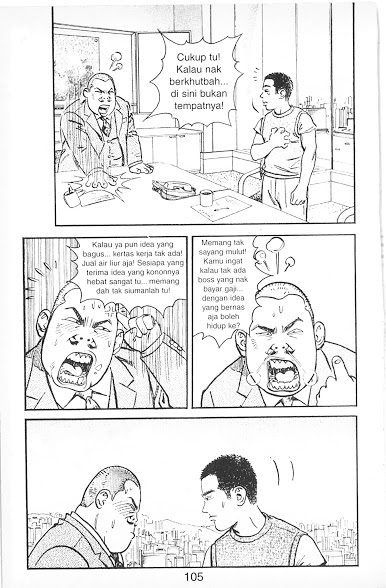 Cukup tu!
Kalau nak
berkhutbah...
di sini bukan
tempatnya!
Kalau ya pun idea yang
bagus... kertas kerja tak ada!
Jual air liur aja! Sesiapa yang
terima idea yang kononnya
hebat sangat tu... memang
dah tak siumanlah tu!
Memang tak
sayang mulut!
Kamu ingat
kalau tak ada
boss yang nak
bayar gaji...
dengan idea
yang bernas
aja boleh
hidup ke?
105